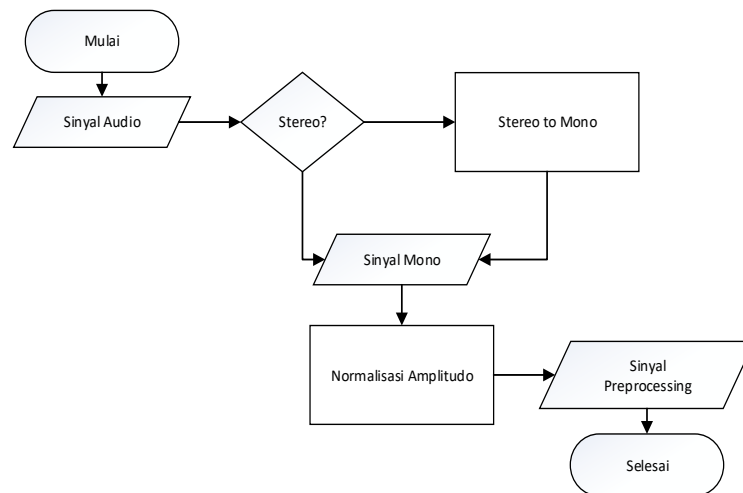 Mulai
Sinyal Audio
Stereo?
Stereo to Mono
Sinyal Mono
Normalisasi Amplitudo
Sinyal
Preprocessing
Selesai